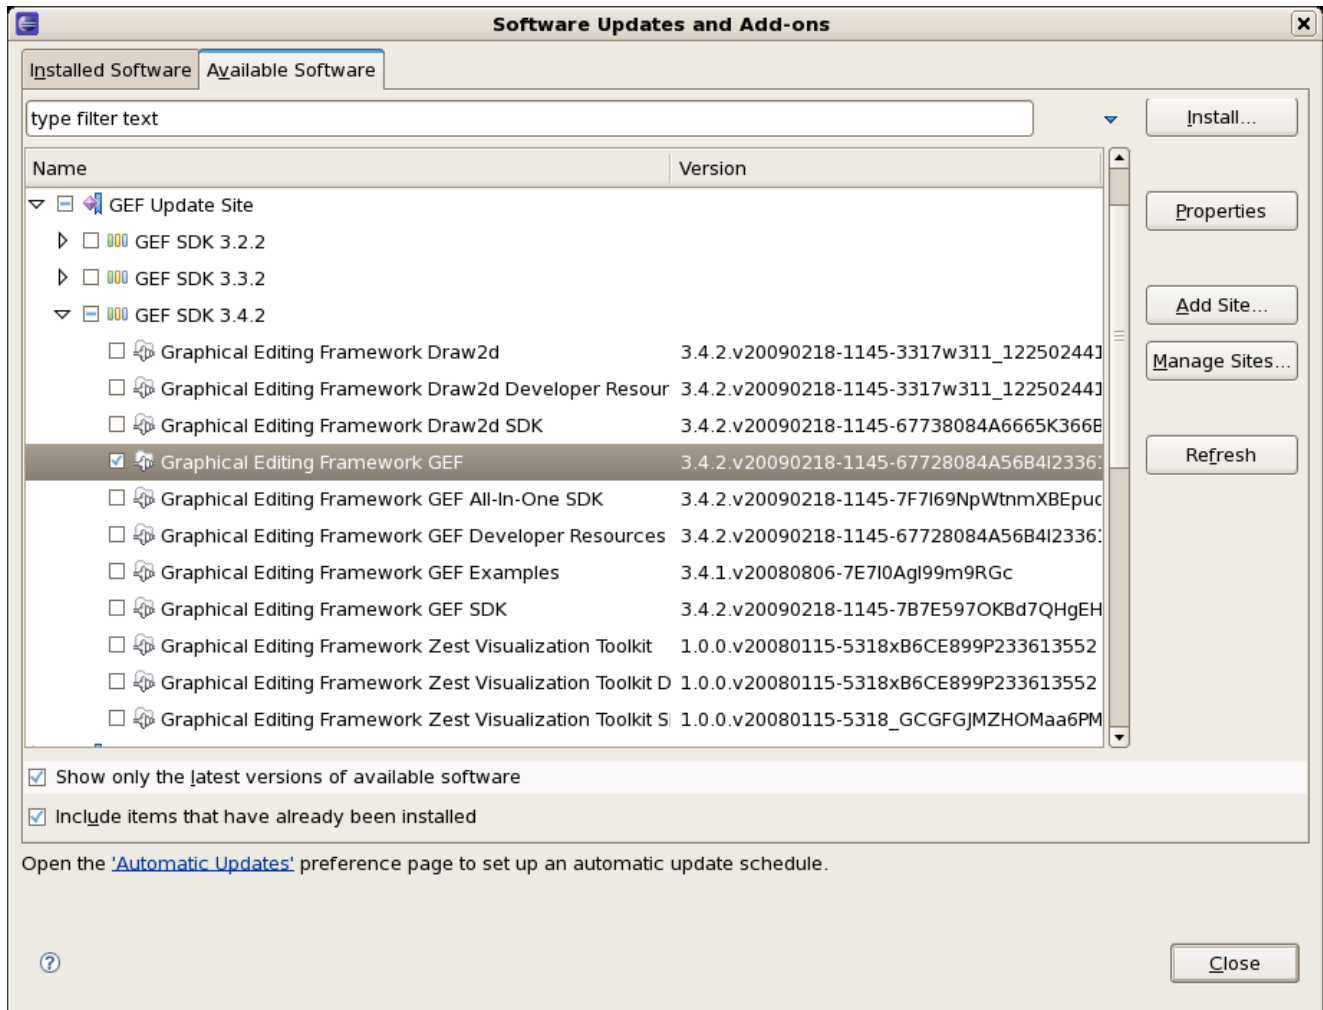 Software Updates and Add-ons
Installed Software Available Software
type filter text
Install...
Name Version
GEF Update Site
Properties
GEF SDK 3.2.2
GEF SDK 3.3.2
Add Site...
GEF SDK 3.4.2
Graphical Editing Framework Draw2d 3.4.2.v20090218-1145-3317w311_122502441
Manage Sites...
Graphical Editing Framework Draw2d Developer Resour 3.4.2.v20090218-1145-3317w311_122502441
Graphical Editing Framework Draw2d SDK 3.4.2.v20090218-1145-67738084A6665K366B
Refresh
Graphical Editing Framework GEF 3.4.2.v20090218-1145-67728084A56B4I23361
Graphical Editing Framework GEF All-In-One SDK 3.4.2.v20090218-1145-7F7I69NpWtnmXBEpuc
Graphical Editing Framework GEF Developer Resources 3.4.2.v20090218-1145-67728084A56B4I23361
Graphical Editing Framework GEF Examples 3.4.1.v20080806-7E7I0AgI99m9RGc
Graphical Editing Framework GEF SDK 3.4.2.v20090218-1145-7B7E597OKBd7QHgEH
Graphical Editing Framework Zest Visualization Toolkit 1.0.0.v20080115-5318xB6CE899P233613552
Graphical Editing Framework Zest Visualization Toolkit D 1.0.0.v20080115-5318xB6CE899P233613552
Graphical Editing Framework Zest Visualization Toolkit S 1.0.0.v20080115-5318_GCGFGJMZHOMaa6PM
Show only the latest versions of available software
Include items that have already been installed
Open the 'Automatic Updates' preference page to set up an automatic update schedule.
?
Close